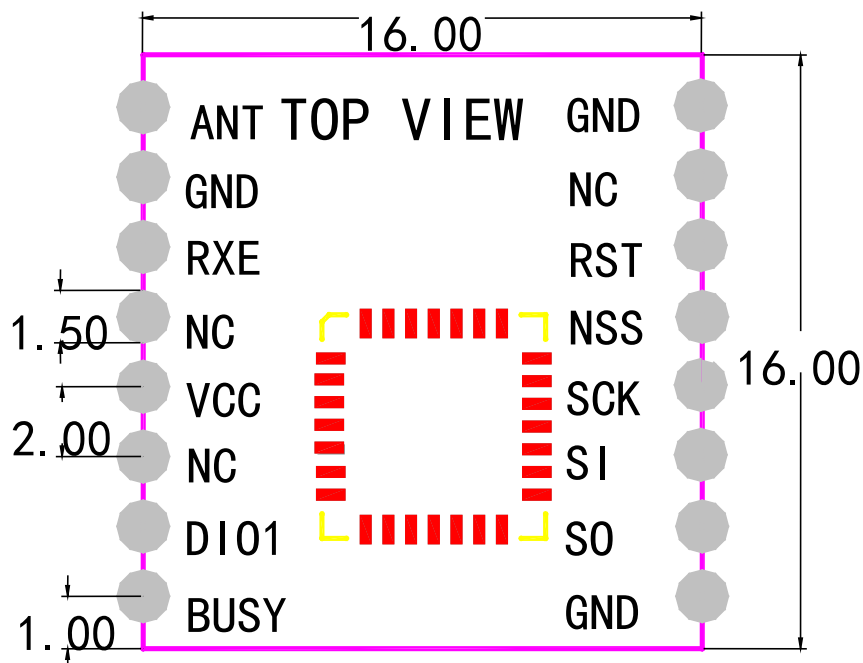 16.00
ANT TOP VIEW GND
GND NC
RXE RST
1.50 NC NSS
16.00
VCC SCK
2.00 NC SI
DIO1 SO
BUSY GND
1.00